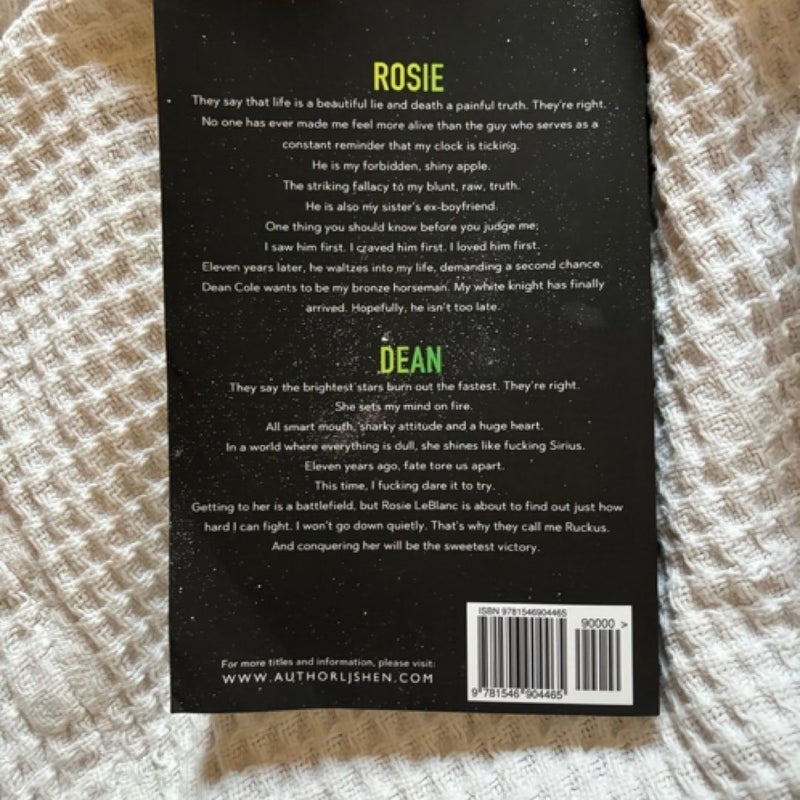 ROSIE
They say that life is a beautiful lie and death a painful truth. They're right.
No one has ever made me feel more alive than the guy who serves as a
constant reminder that my clock is ticking.
He is my forbidden, shiny apple.
The striking fallacy to my blunt, raw, truth.
He is also my sister's ex-boyfriend.
One thing you should know before you judge me;
I saw him first. I craved him first. I loved him first.
Eleven years later, he waltzes into my life, demanding a second chance.
Dean Cole wants to be my bronze horseman. My white knight has finally
arrived. Hopefully, he isn't too late.
DEAN
They say the brightest stars burn out the fastest. They're right.
She sets my mind on fire.
All smart mouth, snarky attitude and a huge heart.
In a world where everything is dull, she shines like fucking Sirius.
Eleven years ago, fate tore us apart.
This time, I fucking dare it to try.
Getting to her is a battlefield, but Rosie LeBlanc is about to find out just how
hard I can fight. I won't go down quietly. That's why they call me Ruckus.
And conquering her will be the sweetest victory.
ISBN 9781546904465
90000 >
9 781546 904465
For more titles and information, please visit:
WWW.AUTHORLJSHEN.COM